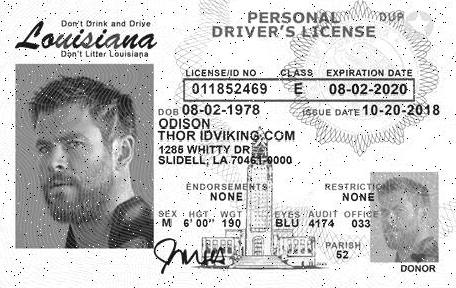 Don't Drink and Drive
Louisiana
Don't Litter Louisiana
PERSONAL DUP
DRIVER'S LICENSE
LICENSE/ID NO CLASS EXPIRATION DATE
011852469 E 08-02-2020
DOB 08-02-1978 ISSUE DATE 10-20-2018
ODISON
THOR IDVIKING.COM
1286 WHITTY DR
SLIDELL, LA 70461-0000
ENDORSEMENTS RESTRICTIONS
NONE NONE
SEX HGT WGT EYES AUDIT OFFICE
M 6' 00" 190 BLU 4174 033
PARISH
52
DONOR